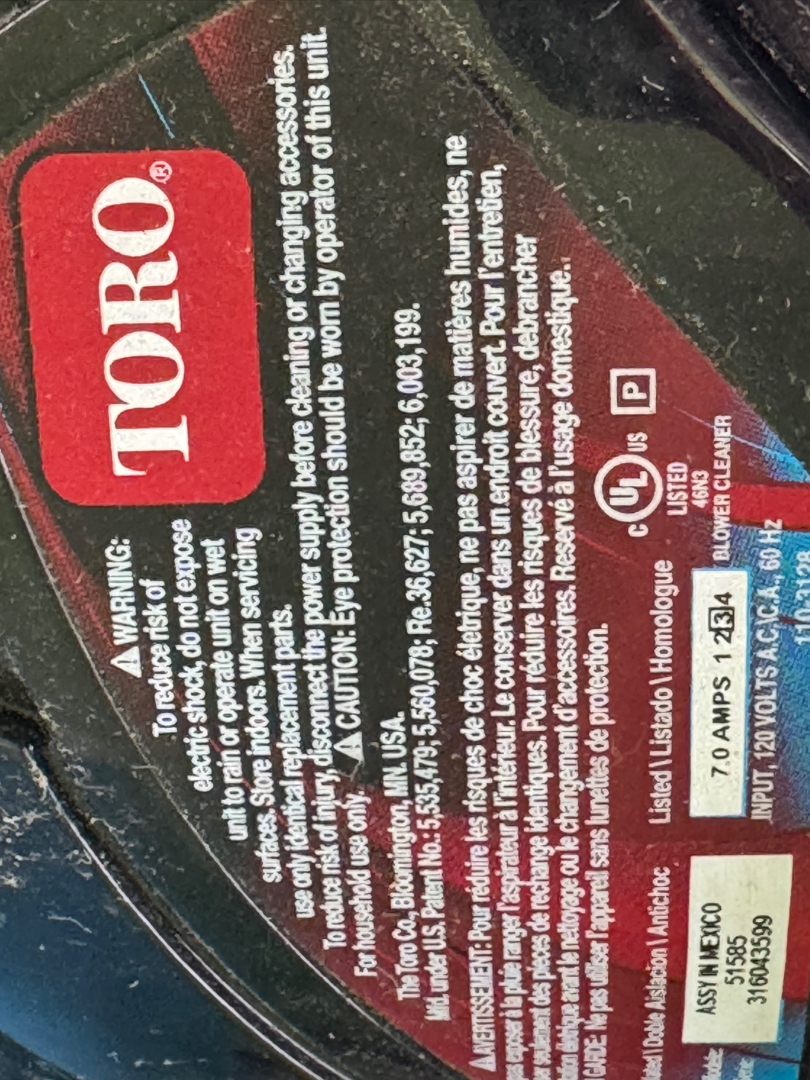 TORO®
⚠ WARNING:
To reduce risk of
electric shock, do not expose
unit to rain or operate unit on wet
surfaces. Store indoors. When servicing
use only identical replacement parts.
To reduce risk of injury, disconnect the power supply before cleaning or changing accessories.
For household use only. ⚠ CAUTION: Eye protection should be worn by operator of this unit.
The Toro Co., Bloomington, MN. USA.
Mfd. under U.S. Patent No.: 5,535,479; 5,560,078; Re.36,627; 5,689,852; 6,003,199.
⚠ AVERTISSEMENT: Pour réduire les risques de choc életrique, ne pas aspirer de matières humides, ne
pas exposer à la pluie ranger l'aspirateur à l'intérieur. Le conserver dans un endroit couvert. Pour l'entretien,
seulement des pièces de rechange identiques. Pour réduire les risques de blessure, debrancher
avant le nettoyage ou le changement d'accessoires. Reservé à l'usage domestique..
GARDE: Ne pas utiliser l'appareil sans lunettes de protection.
C UL US P
LISTED
46N3
BLOWER CLEANER
\ Doble Aislacion \ Antichoc
Listed \ Listado \ Homologue
7.0 AMPS 1 2 3 4
INPUT, 120 VOLTS A.C.\C.A., 60 HZ
ASSY IN MEXICO
51585
316043599